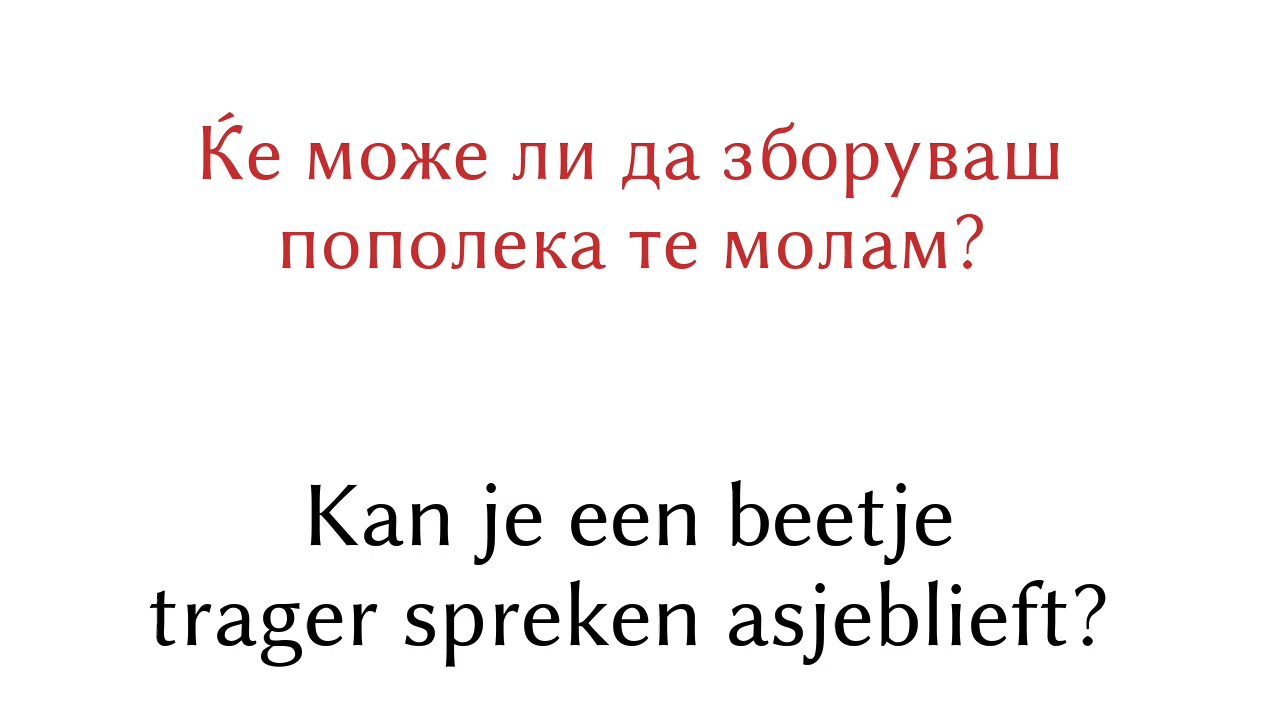 Ќе може ли да зборуваш
пополека те молам?
Kan je een beetje
trager spreken asjeblieft?